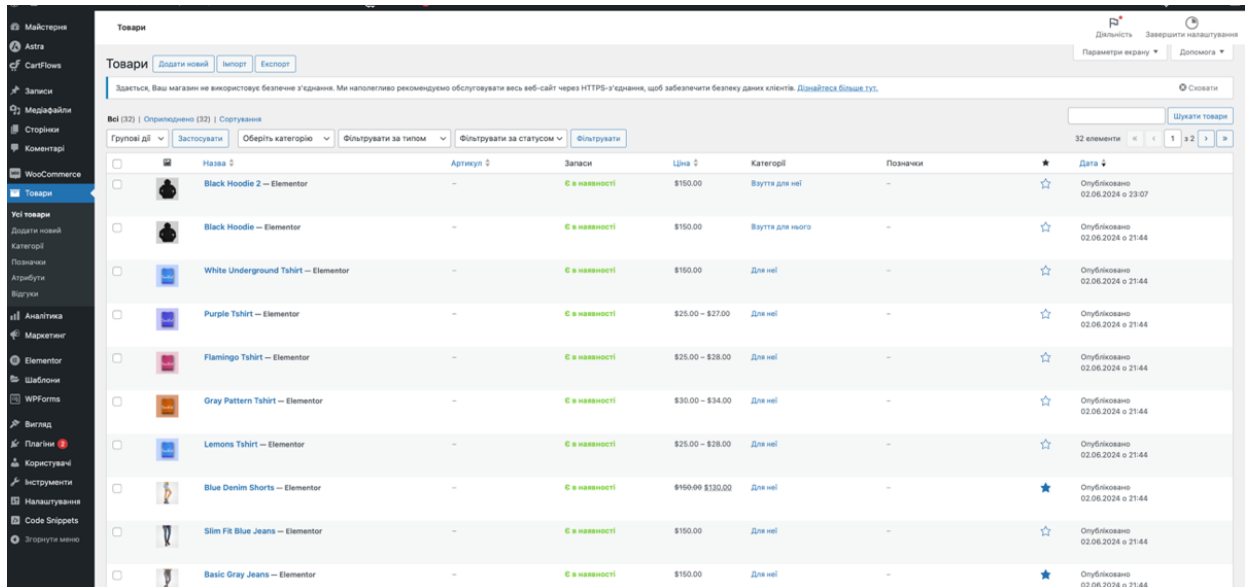 Майстерня
Astra
CartFlows
Записи
Медіафайли
Сторінки
Коментарі
WooCommerce
Товари
Усі товари
Додати новий
Категорії
Позначки
Атрибути
Відгуки
Аналітика
Маркетинг
Elementor
Шаблони
WPForms
Вигляд
Плагіни 2
Користувачі
Інструменти
Налаштування
Code Snippets
Згорнути меню
Товари
Діяльність Завершити налаштування
Параметри екрану ▼ Допомога ▼
Товари Додати новий Імпорт Експорт
Здається, Ваш магазин не використовує безпечне з'єднання. Ми наполегливо рекомендуємо обслуговувати весь веб-сайт через HTTPS-з'єднання, щоб забезпечити безпеку даних клієнтів. Дізнайтеся більше тут. Сховати
Всі (32) | Оприлюднено (32) | Сортування
Шукати товари
Групові дії Застосувати Оберіть категорію Фільтрувати за типом Фільтрувати за статусом Фільтрувати 32 елементи « ‹ 1 з 2 › »
Назва Артикул Запаси Ціна Категорії Позначки ★ Дата
Black Hoodie 2 — Elementor – Є в наявності $150.00 Взуття для неї – Опубліковано
02.06.2024 о 23:07
Black Hoodie — Elementor – Є в наявності $150.00 Взуття для нього – Опубліковано
02.06.2024 о 21:44
White Underground Tshirt — Elementor – Є в наявності $150.00 Для неї – Опубліковано
02.06.2024 о 21:44
Purple Tshirt — Elementor – Є в наявності $25.00 – $27.00 Для неї – Опубліковано
02.06.2024 о 21:44
Flamingo Tshirt — Elementor – Є в наявності $25.00 – $28.00 Для неї – Опубліковано
02.06.2024 о 21:44
Gray Pattern Tshirt — Elementor – Є в наявності $30.00 – $34.00 Для неї – Опубліковано
02.06.2024 о 21:44
Lemons Tshirt — Elementor – Є в наявності $25.00 – $28.00 Для неї – Опубліковано
02.06.2024 о 21:44
Blue Denim Shorts — Elementor – Є в наявності $150.00 $130.00 Для неї – Опубліковано
02.06.2024 о 21:44
Slim Fit Blue Jeans — Elementor – Є в наявності $150.00 Для неї – Опубліковано
02.06.2024 о 21:44
Basic Gray Jeans — Elementor – Є в наявності $150.00 Для неї – Опубліковано
02.06.2024 о 21:44